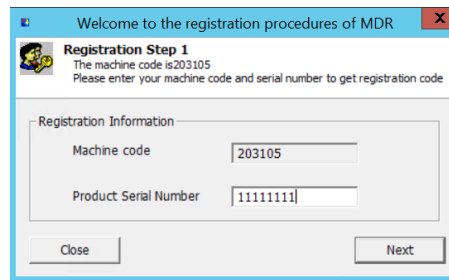 Welcome to the registration procedures of MDR
X
Registration Step 1
The machine code is203105
Please enter your machine code and serial number to get registration code
Registration Information
Machine code
203105
Product Serial Number
11111111
Close
Next